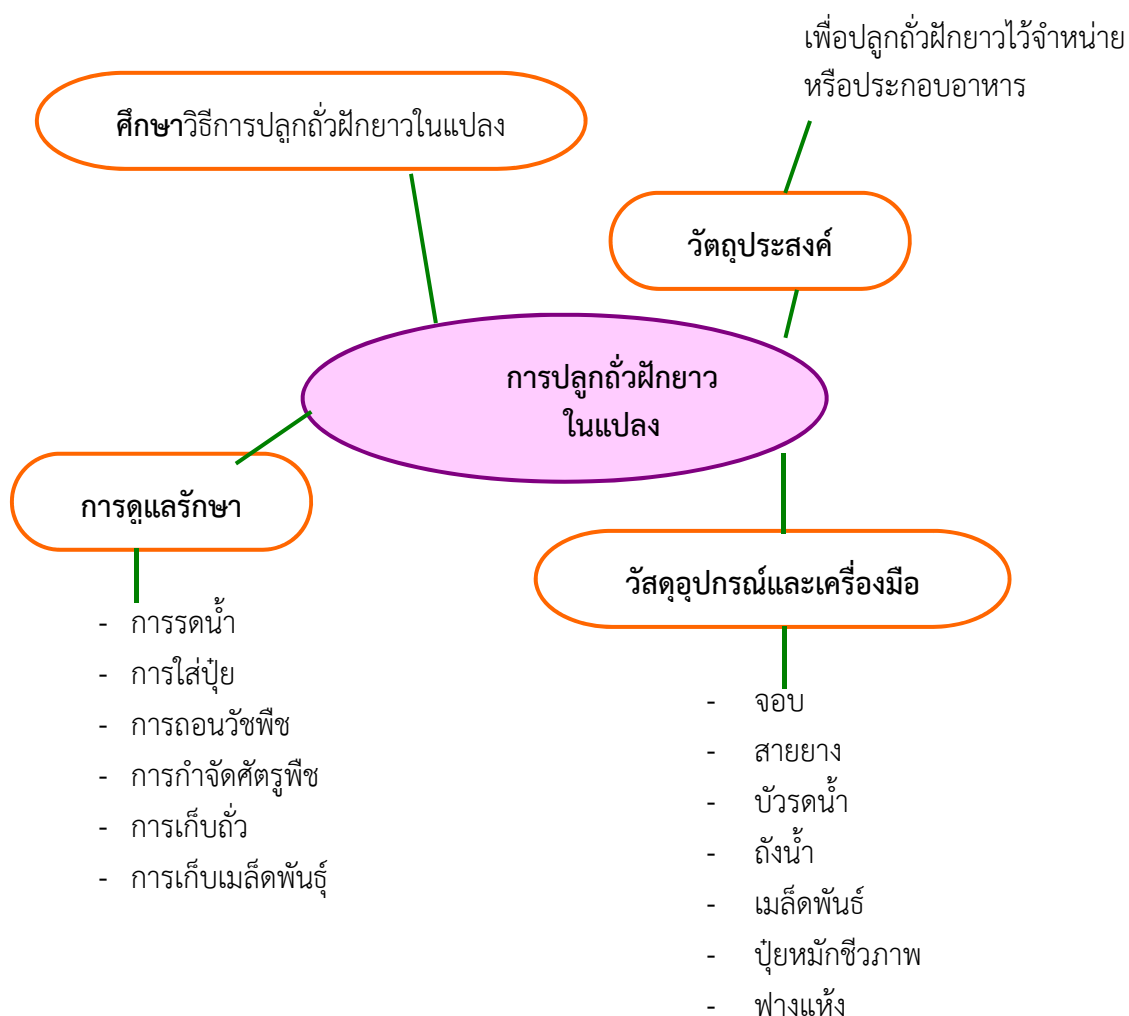 เพื่อปลูกถั่วฝักยาวไว้จำหน่าย
หรือประกอบอาหาร
ศึกษาวิธีการปลูกถั่วฝักยาวในแปลง
วัตถุประสงค์
การปลูกถั่วฝักยาว
ในแปลง
การดูแลรักษา
- การรดน้ำ
- การใส่ปุ๋ย
- การถอนวัชพืช
- การกำจัดศัตรูพืช
- การเก็บถั่ว
- การเก็บเมล็ดพันธุ์
วัสดุอุปกรณ์และเครื่องมือ
- จอบ
- สายยาง
- บัวรดน้ำ
- ถังน้ำ
- เมล็ดพันธ์
- ปุ๋ยหมักชีวภาพ
- ฟางแห้ง